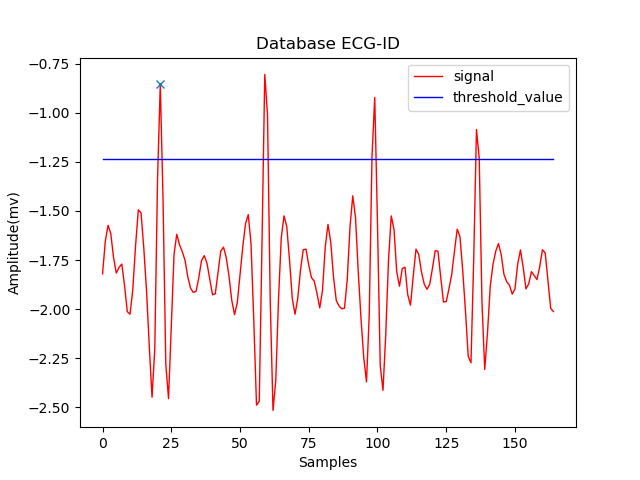 Database ECG-ID
signal
threshold_value
Amplitude(mv)
−0.75
−1.00
−1.25
−1.50
−1.75
−2.00
−2.25
−2.50
0 25 50 75 100 125 150
Samples